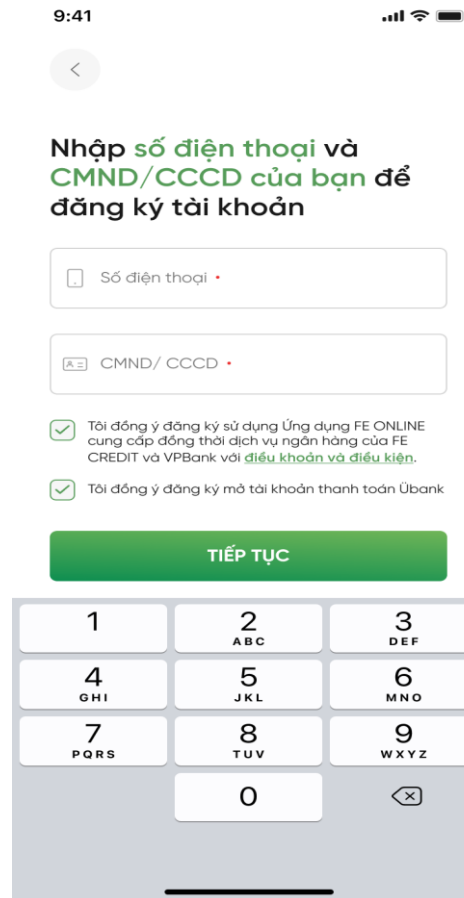 9:41
Nhập số điện thoại và
CMND/CCCD của bạn để
đăng ký tài khoản
Số điện thoại •
CMND/ CCCD •
Tôi đồng ý đăng ký sử dụng Ứng dụng FE ONLINE
cung cấp đồng thời dịch vụ ngân hàng của FE
CREDIT và VPBank với điều khoản và điều kiện.
Tôi đồng ý đăng ký mở tài khoản thanh toán Übank
TIẾP TỤC
1 2 3
ABC DEF
4 5 6
GHI JKL MNO
7 8 9
PQRS TUV WXYZ
0